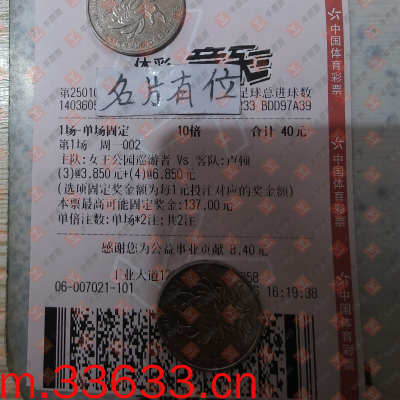 体彩 竞彩
第2501 足球总进球数
名片有位
140360 233 BDD97A39
1场-单场固定 10倍 合计 40元
第1场 周 002
主队:女王公园巡游者 Vs 客队:卢顿
(3)@3.850元+(4)@6.850元
(选项固定奖金额为每1元投注对应的奖金额)
本票最高可能固定奖金:137.00元
单倍注数:单场*2注;共2注
感谢您为公益事业贡献 8.40元
工业大道12 58
06-007021-101 16:19:38
中国体育彩票
中国体育彩票
中国体育彩票
m.33633.cn